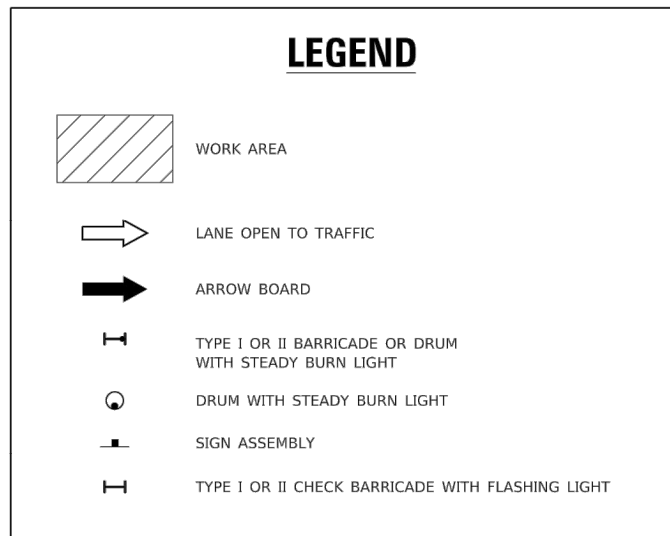 LEGEND
WORK AREA
LANE OPEN TO TRAFFIC
ARROW BOARD
TYPE I OR II BARRICADE OR DRUM
WITH STEADY BURN LIGHT
DRUM WITH STEADY BURN LIGHT
SIGN ASSEMBLY
TYPE I OR II CHECK BARRICADE WITH FLASHING LIGHT